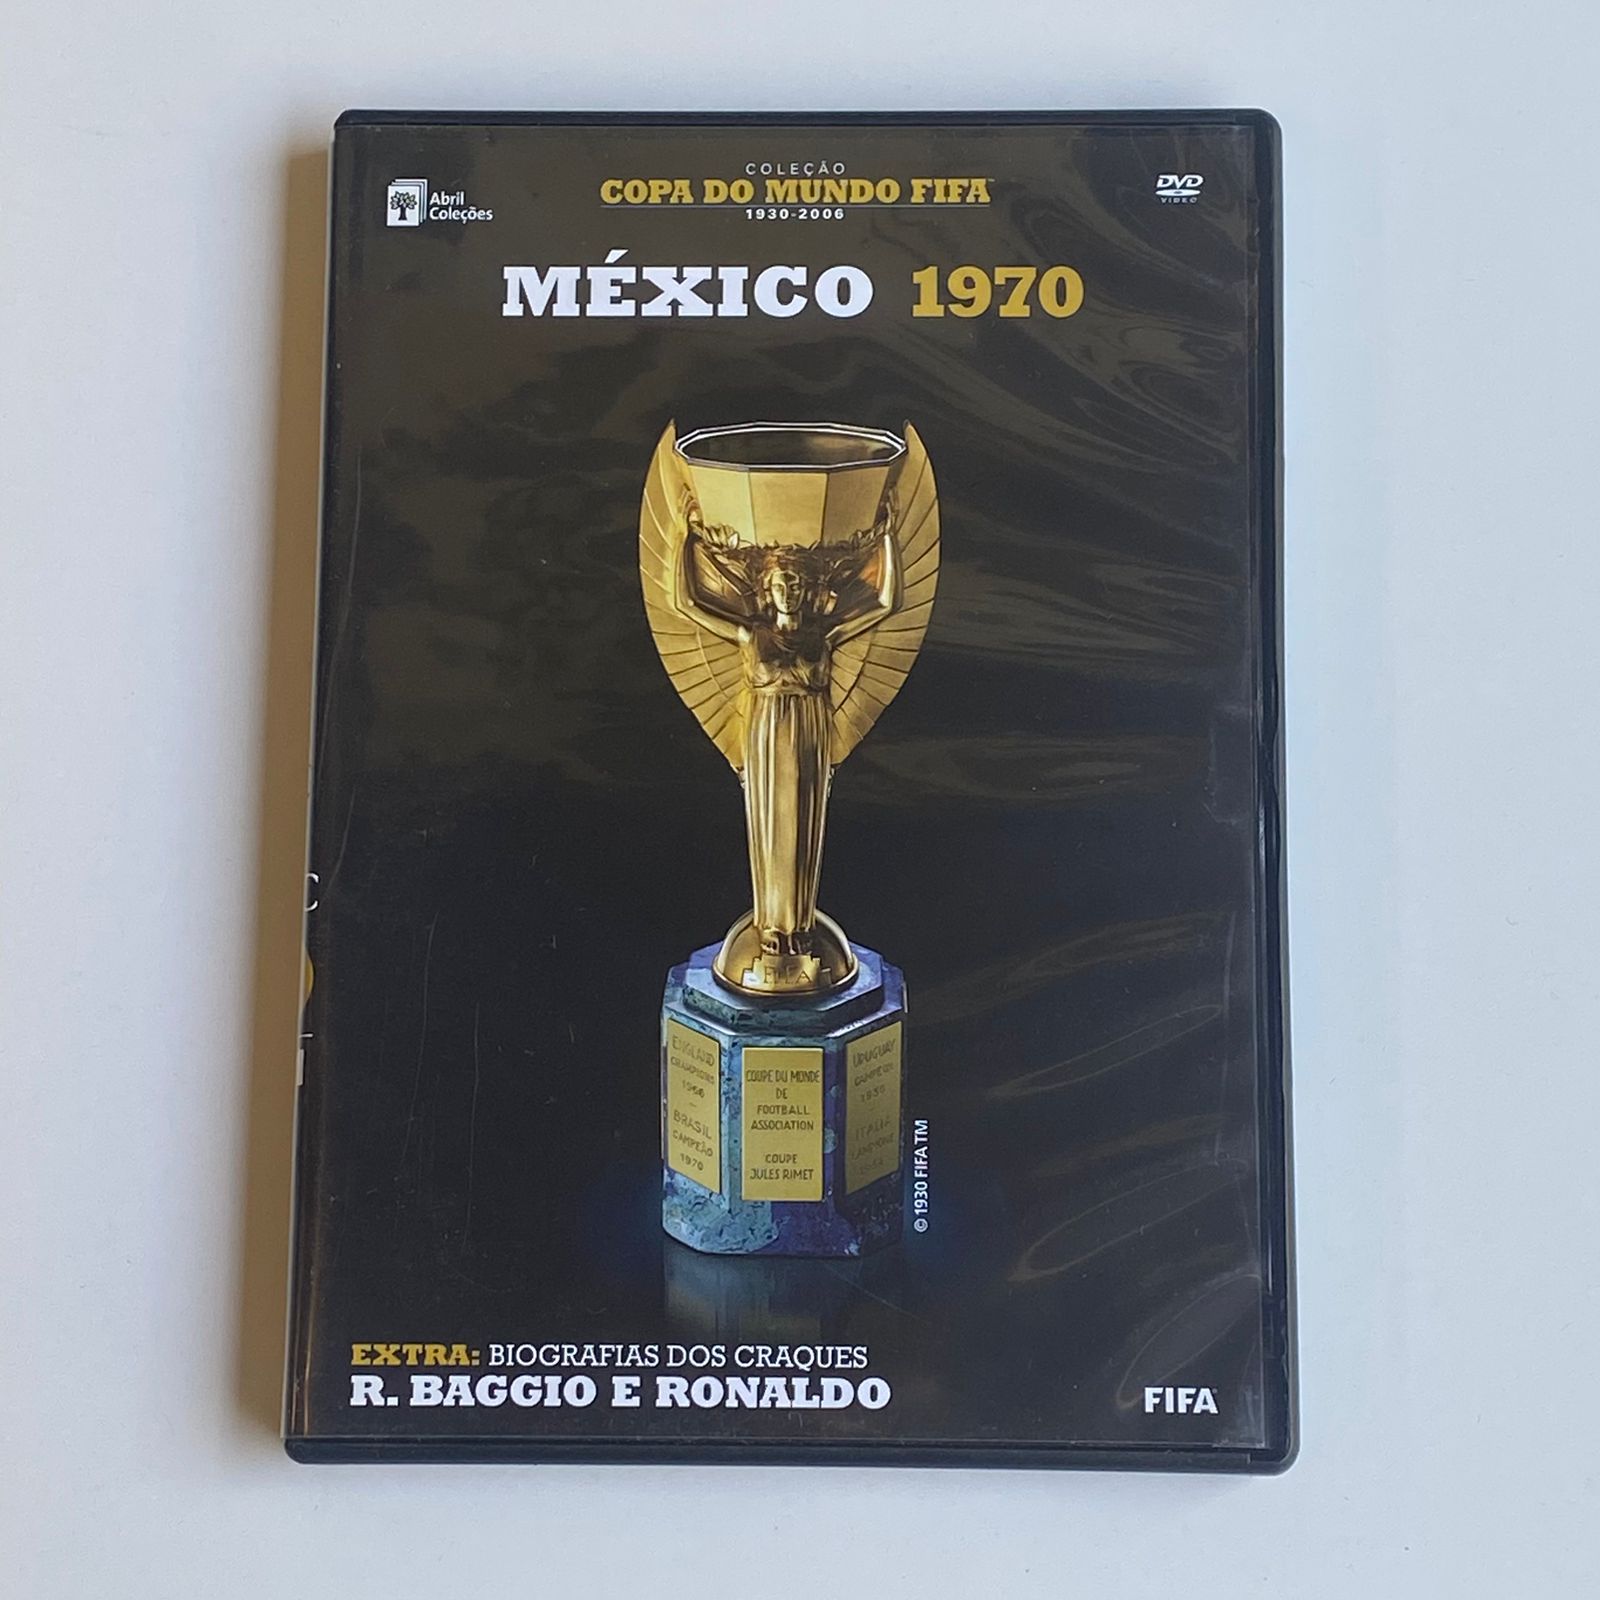 Abril
Coleções
COLEÇÃO
COPA DO MUNDO FIFA™
1930-2006
DVD
VIDEO
MÉXICO 1970
FIFA
ENGLAND
CHAMPIONS
1966
BRASIL
CAMPEÃO
1970
COUPE DU MONDE
DE
FOOTBALL
ASSOCIATION
COUPE
JULES RIMET
URUGUAY
1930
ITALIA
© 1930 FIFA TM
EXTRA: BIOGRAFIAS DOS CRAQUES
R. BAGGIO E RONALDO
FIFA